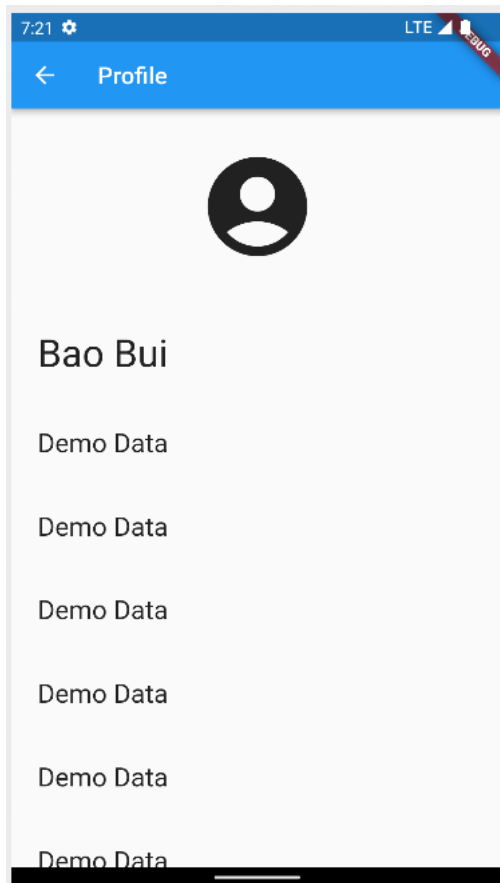 7:21 LTE
DEBUG
Profile
Bao Bui
Demo Data
Demo Data
Demo Data
Demo Data
Demo Data
Demo Data